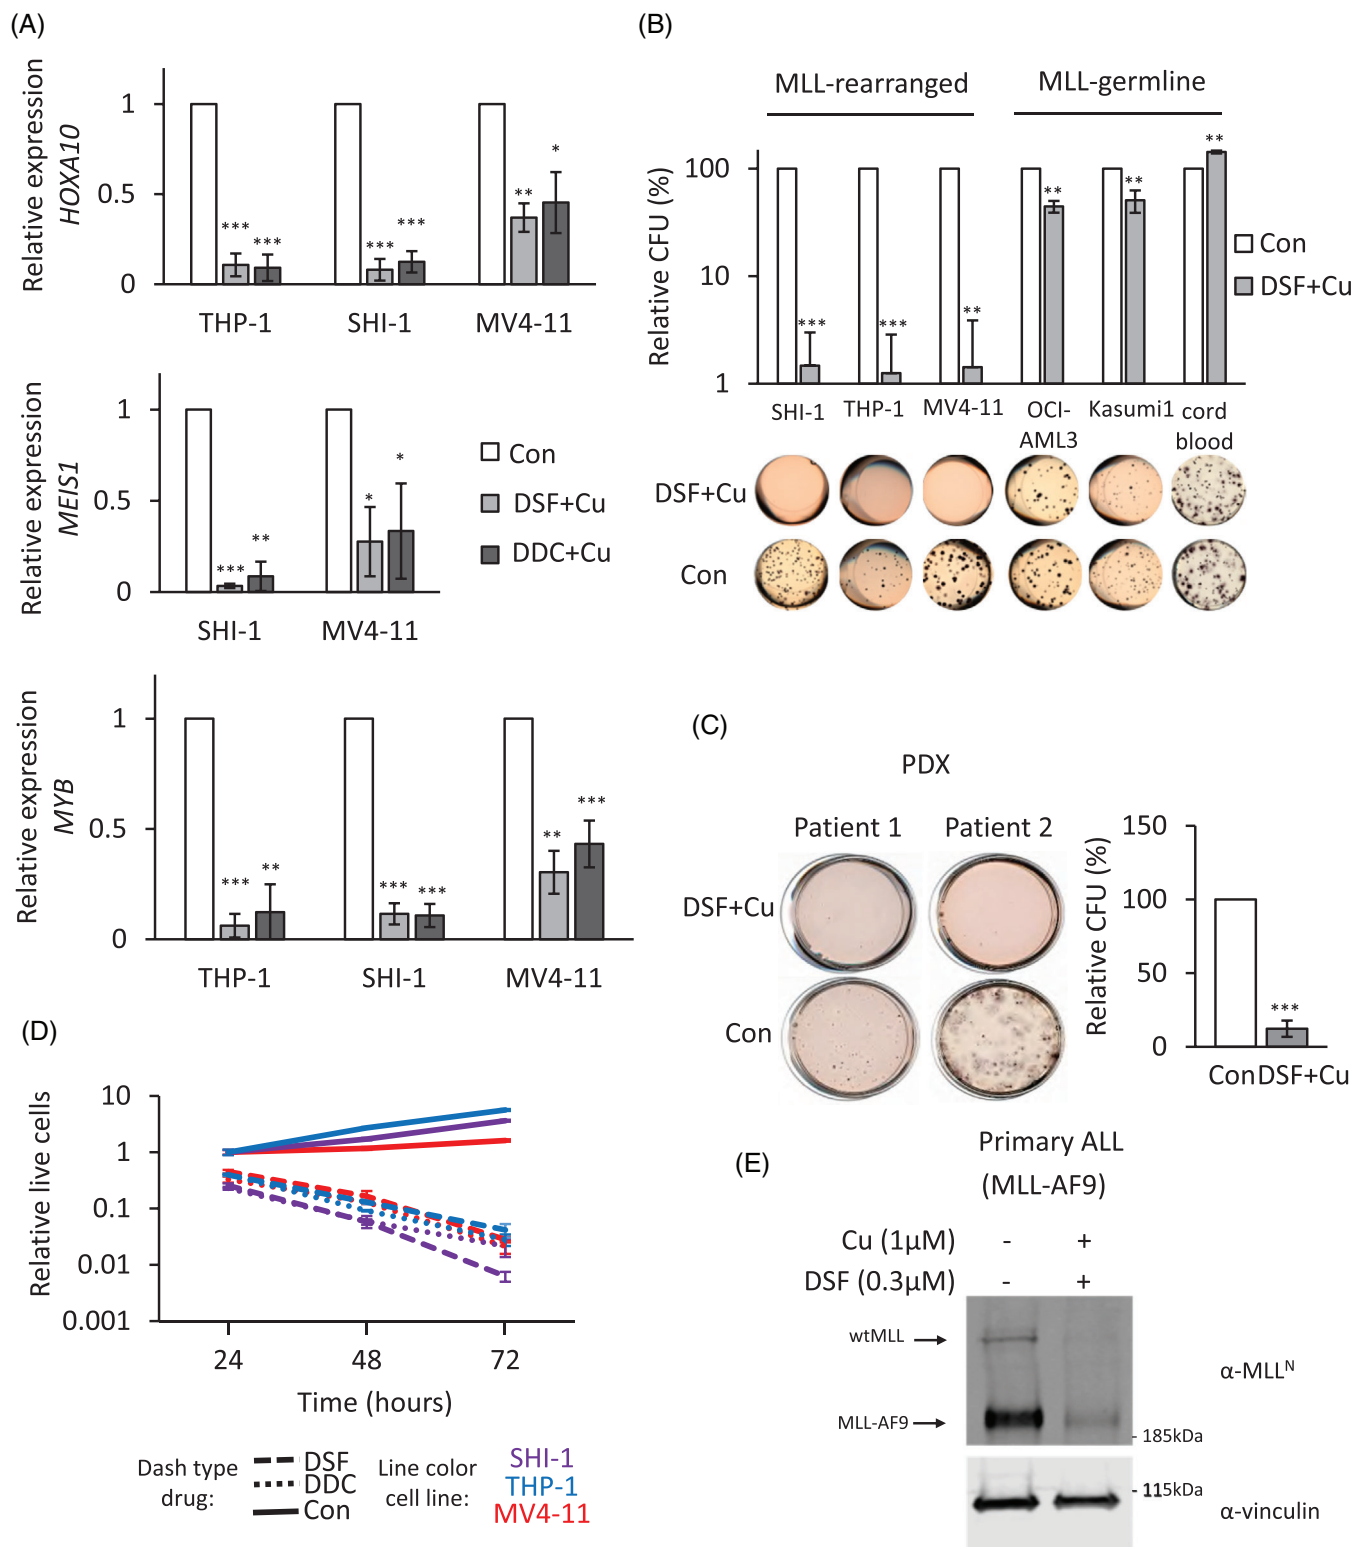 (A)
Relative expression
HOXA10
1
0.5
0
***
***
***
***
**
*
THP-1
SHI-1
MV4-11
Relative expression
MEIS1
1
0.5
0
***
**
*
*
SHI-1
MV4-11
Con
DSF+Cu
DDC+Cu
Relative expression
MYB
1
0.5
0
***
**
***
***
**
***
THP-1
SHI-1
MV4-11
(B)
MLL-rearranged
MLL-germline
Relative CFU (%)
100
10
1
***
***
**
**
**
**
Con
DSF+Cu
SHI-1
THP-1
MV4-11
OCI-
AML3
Kasumi1
cord
blood
DSF+Cu
Con
(C)
PDX
Patient 1
Patient 2
DSF+Cu
Con
Relative CFU (%)
150
100
50
0
***
Con
DSF+Cu
(D)
Relative live cells
10
1
0.1
0.01
0.001
24
48
72
Time (hours)
Dash type
drug:
DSF
DDC
Con
Line color
cell line:
SHI-1
THP-1
MV4-11
(E)
Primary ALL
(MLL-AF9)
Cu (1µM) - +
DSF (0.3µM) - +
wtMLL
MLL-AF9
α-MLLᴺ
- 185kDa
- 115kDa
α-vinculin